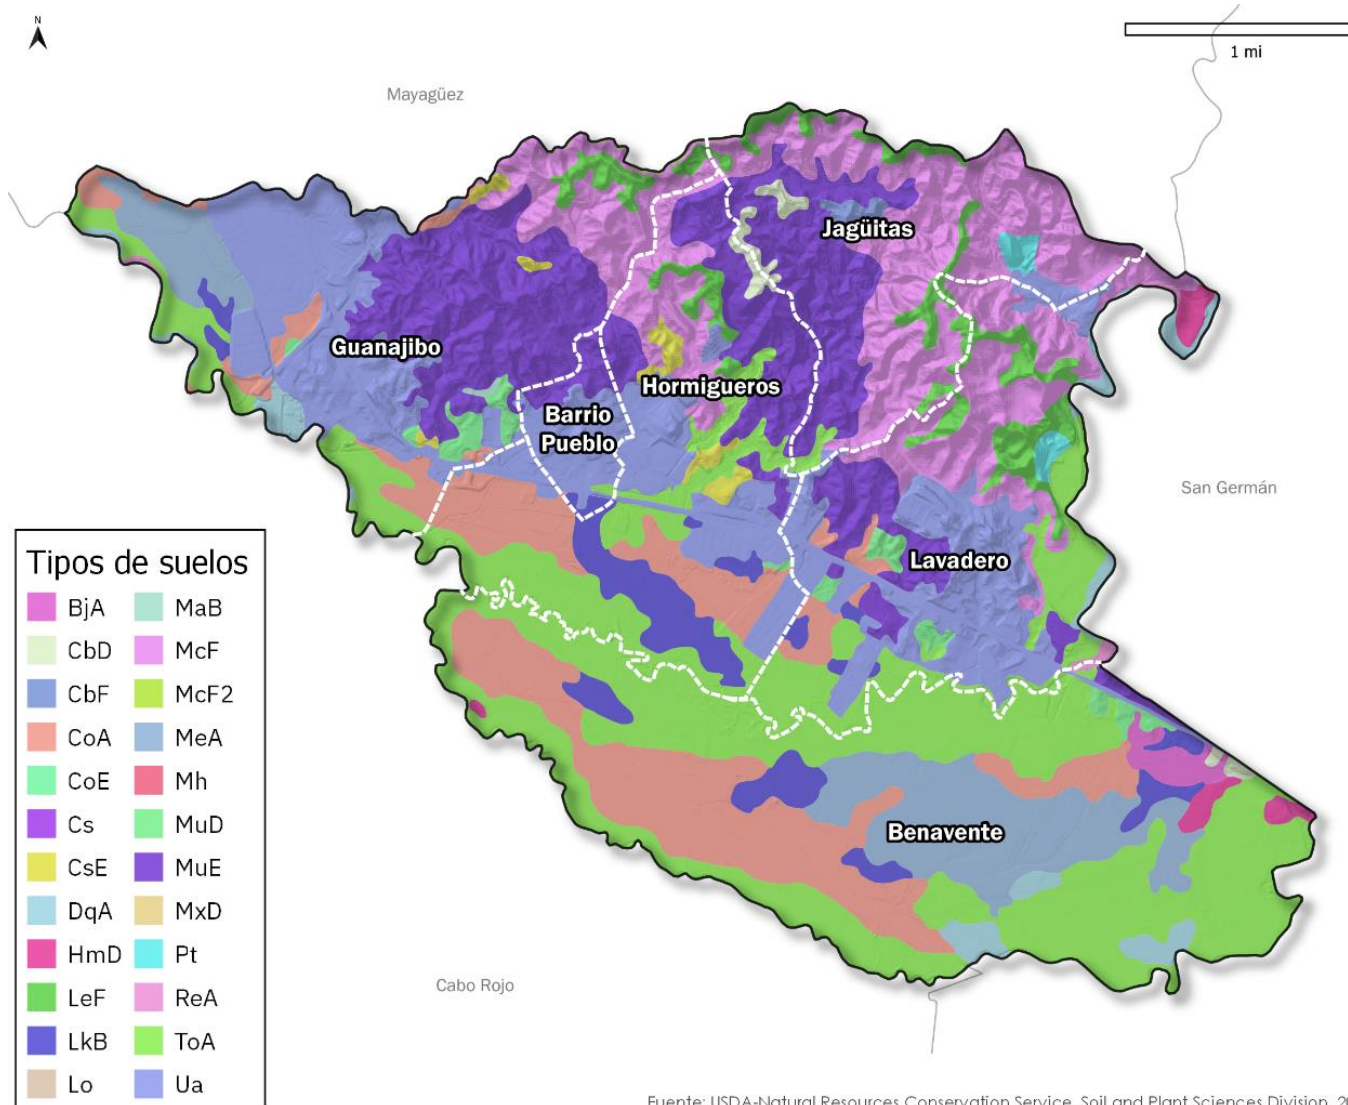 N
1 mi
Mayagüez
Jagüitas
Guanajibo
Hormigueros
Barrio
Pueblo
San Germán
Lavadero
Benavente
Cabo Rojo
Tipos de suelos
BjA MaB
CbD McF
CbF McF2
CoA MeA
CoE Mh
Cs MuD
CsE MuE
DqA MxD
HmD Pt
LeF ReA
LkB ToA
Lo Ua
Fuente: USDA-Natural Resources Conservation Service, Soil and Plant Sciences Division, 20